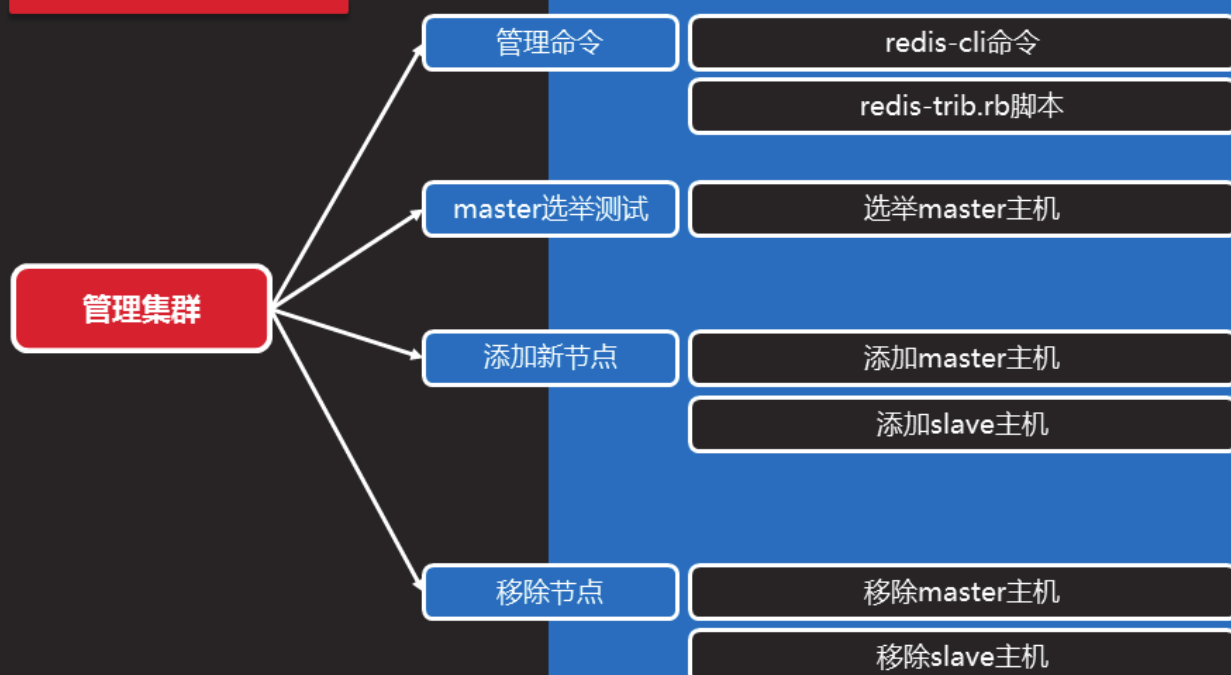 管理命令
redis-cli命令
redis-trib.rb脚本
master选举测试
选举master主机
管理集群
添加新节点
添加master主机
添加slave主机
移除节点
移除master主机
移除slave主机